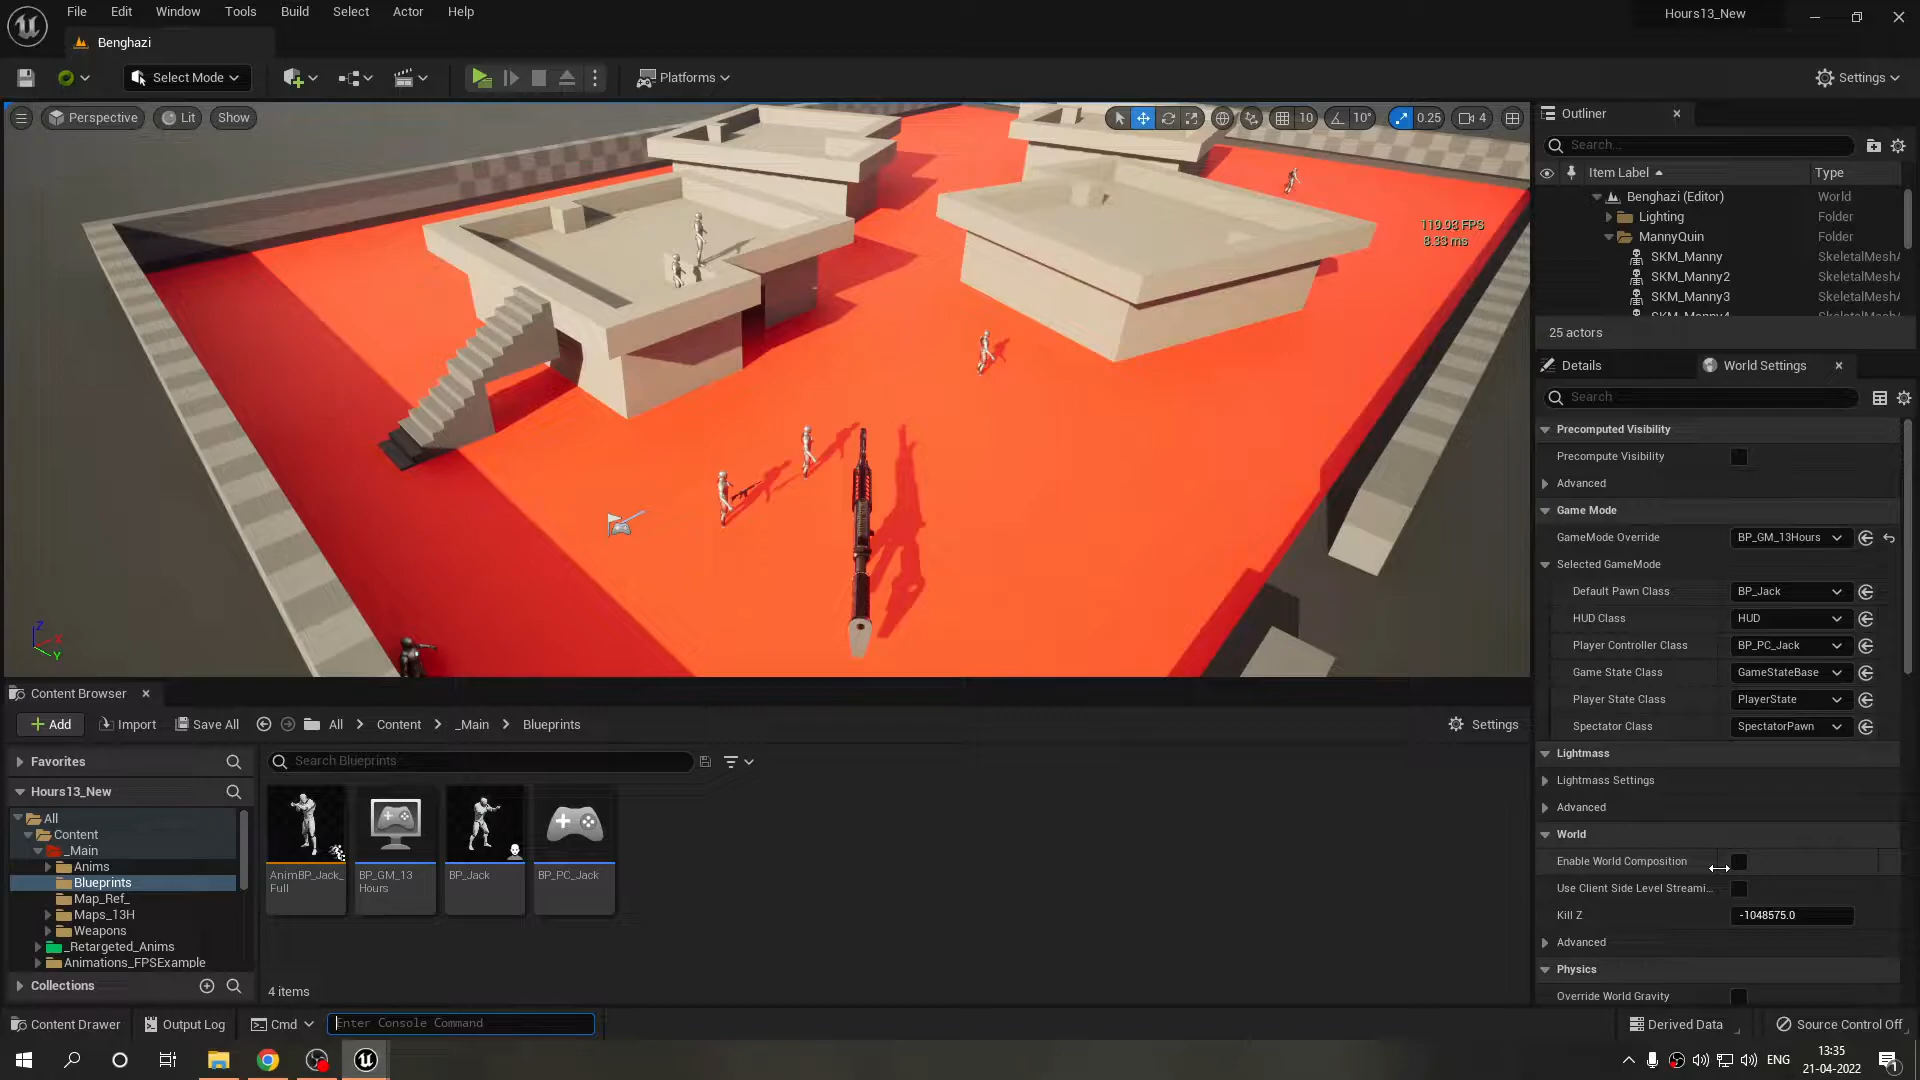 File Edit Window Tools Build Select Actor Help
Hours13_New
Benghazi
Select Mode
Platforms
Settings
Perspective Lit Show
10 10° 0.25 4
119.98 FPS
8.33 ms
Outliner
Search...
Item Label Type
Benghazi (Editor) World
Lighting Folder
MannyQuin Folder
SKM_Manny SkeletalMeshA
SKM_Manny2 SkeletalMeshA
SKM_Manny3 SkeletalMeshA
SKM_Manny4
25 actors
Details World Settings
Search
Precomputed Visibility
Precompute Visibility
Advanced
Game Mode
GameMode Override BP_GM_13Hours
Selected GameMode
Default Pawn Class BP_Jack
HUD Class HUD
Player Controller Class BP_PC_Jack
Game State Class GameStateBase
Player State Class PlayerState
Spectator Class SpectatorPawn
Lightmass
Lightmass Settings
Advanced
World
Enable World Composition
Use Client Side Level Streami...
Kill Z -1048575.0
Advanced
Physics
Override World Gravity
Z X Y
Content Browser
Add Import Save All All Content _Main Blueprints Settings
Favorites
Search Blueprints
Hours13_New
All
Content
_Main
Anims
Blueprints
Map_Ref_
Maps_13H
Weapons
_Retargeted_Anims
Animations_FPSExample
Collections
AnimBP_Jack_
Full
BP_GM_13
Hours
BP_Jack
BP_PC_Jack
4 items
Content Drawer Output Log Cmd Enter Console Command
Derived Data Source Control Off
ENG
13:35
21-04-2022
1